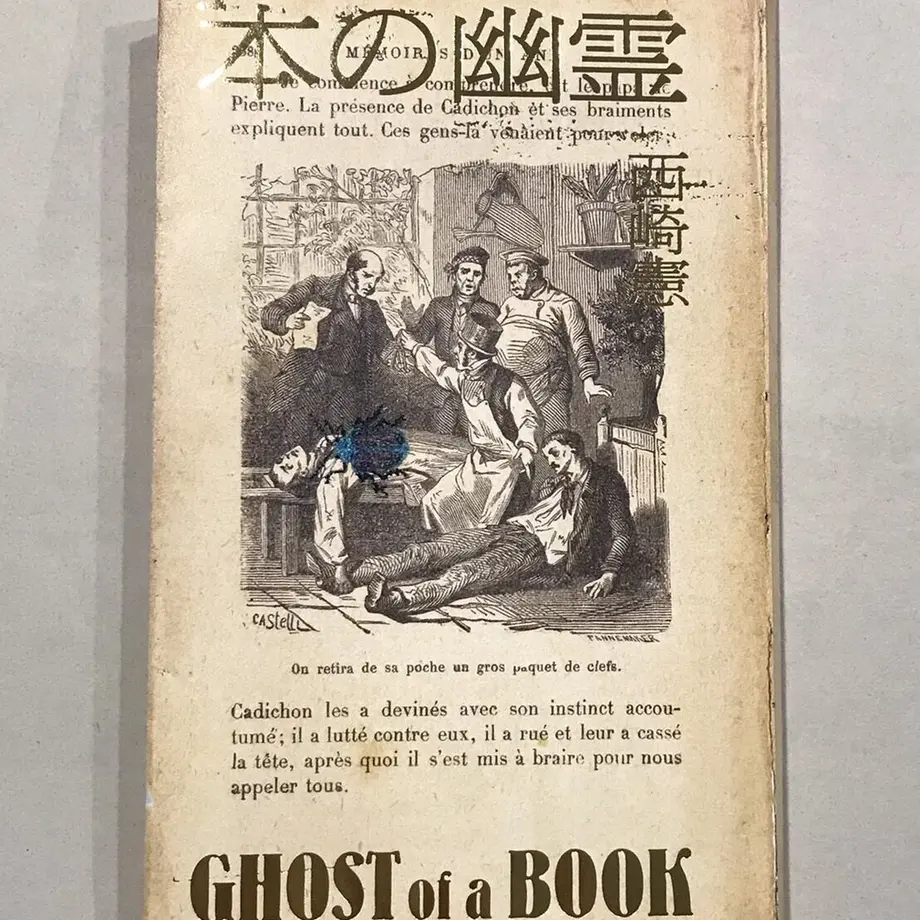 本の幽霊
MÉMOIRES D'UN
comprendre,
Pierre. La présence de Cadichon et ses braiments
expliquent tout. Ces gens-là venaient pour voler
西崎憲
CAStelli
PANNEMAKER
On retira de sa poche un gros paquet de clefs.
Cadichon les a devinés avec son instinct accou-
tumé; il a lutté contre eux, il a rué et leur a cassé
la tête, après quoi il s'est mis à braire pour nous
appeler tous.
GHOST of a BOOK